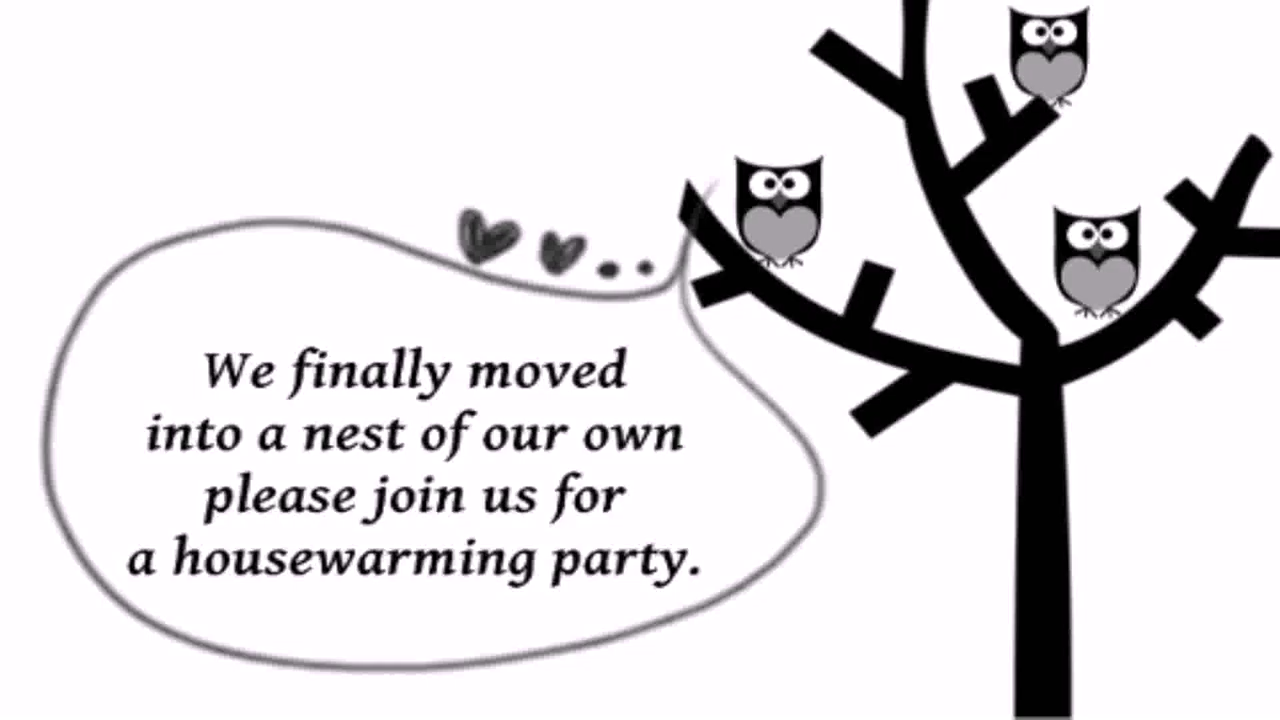 We finally moved
into a nest of our own
please join us for
a housewarming party.